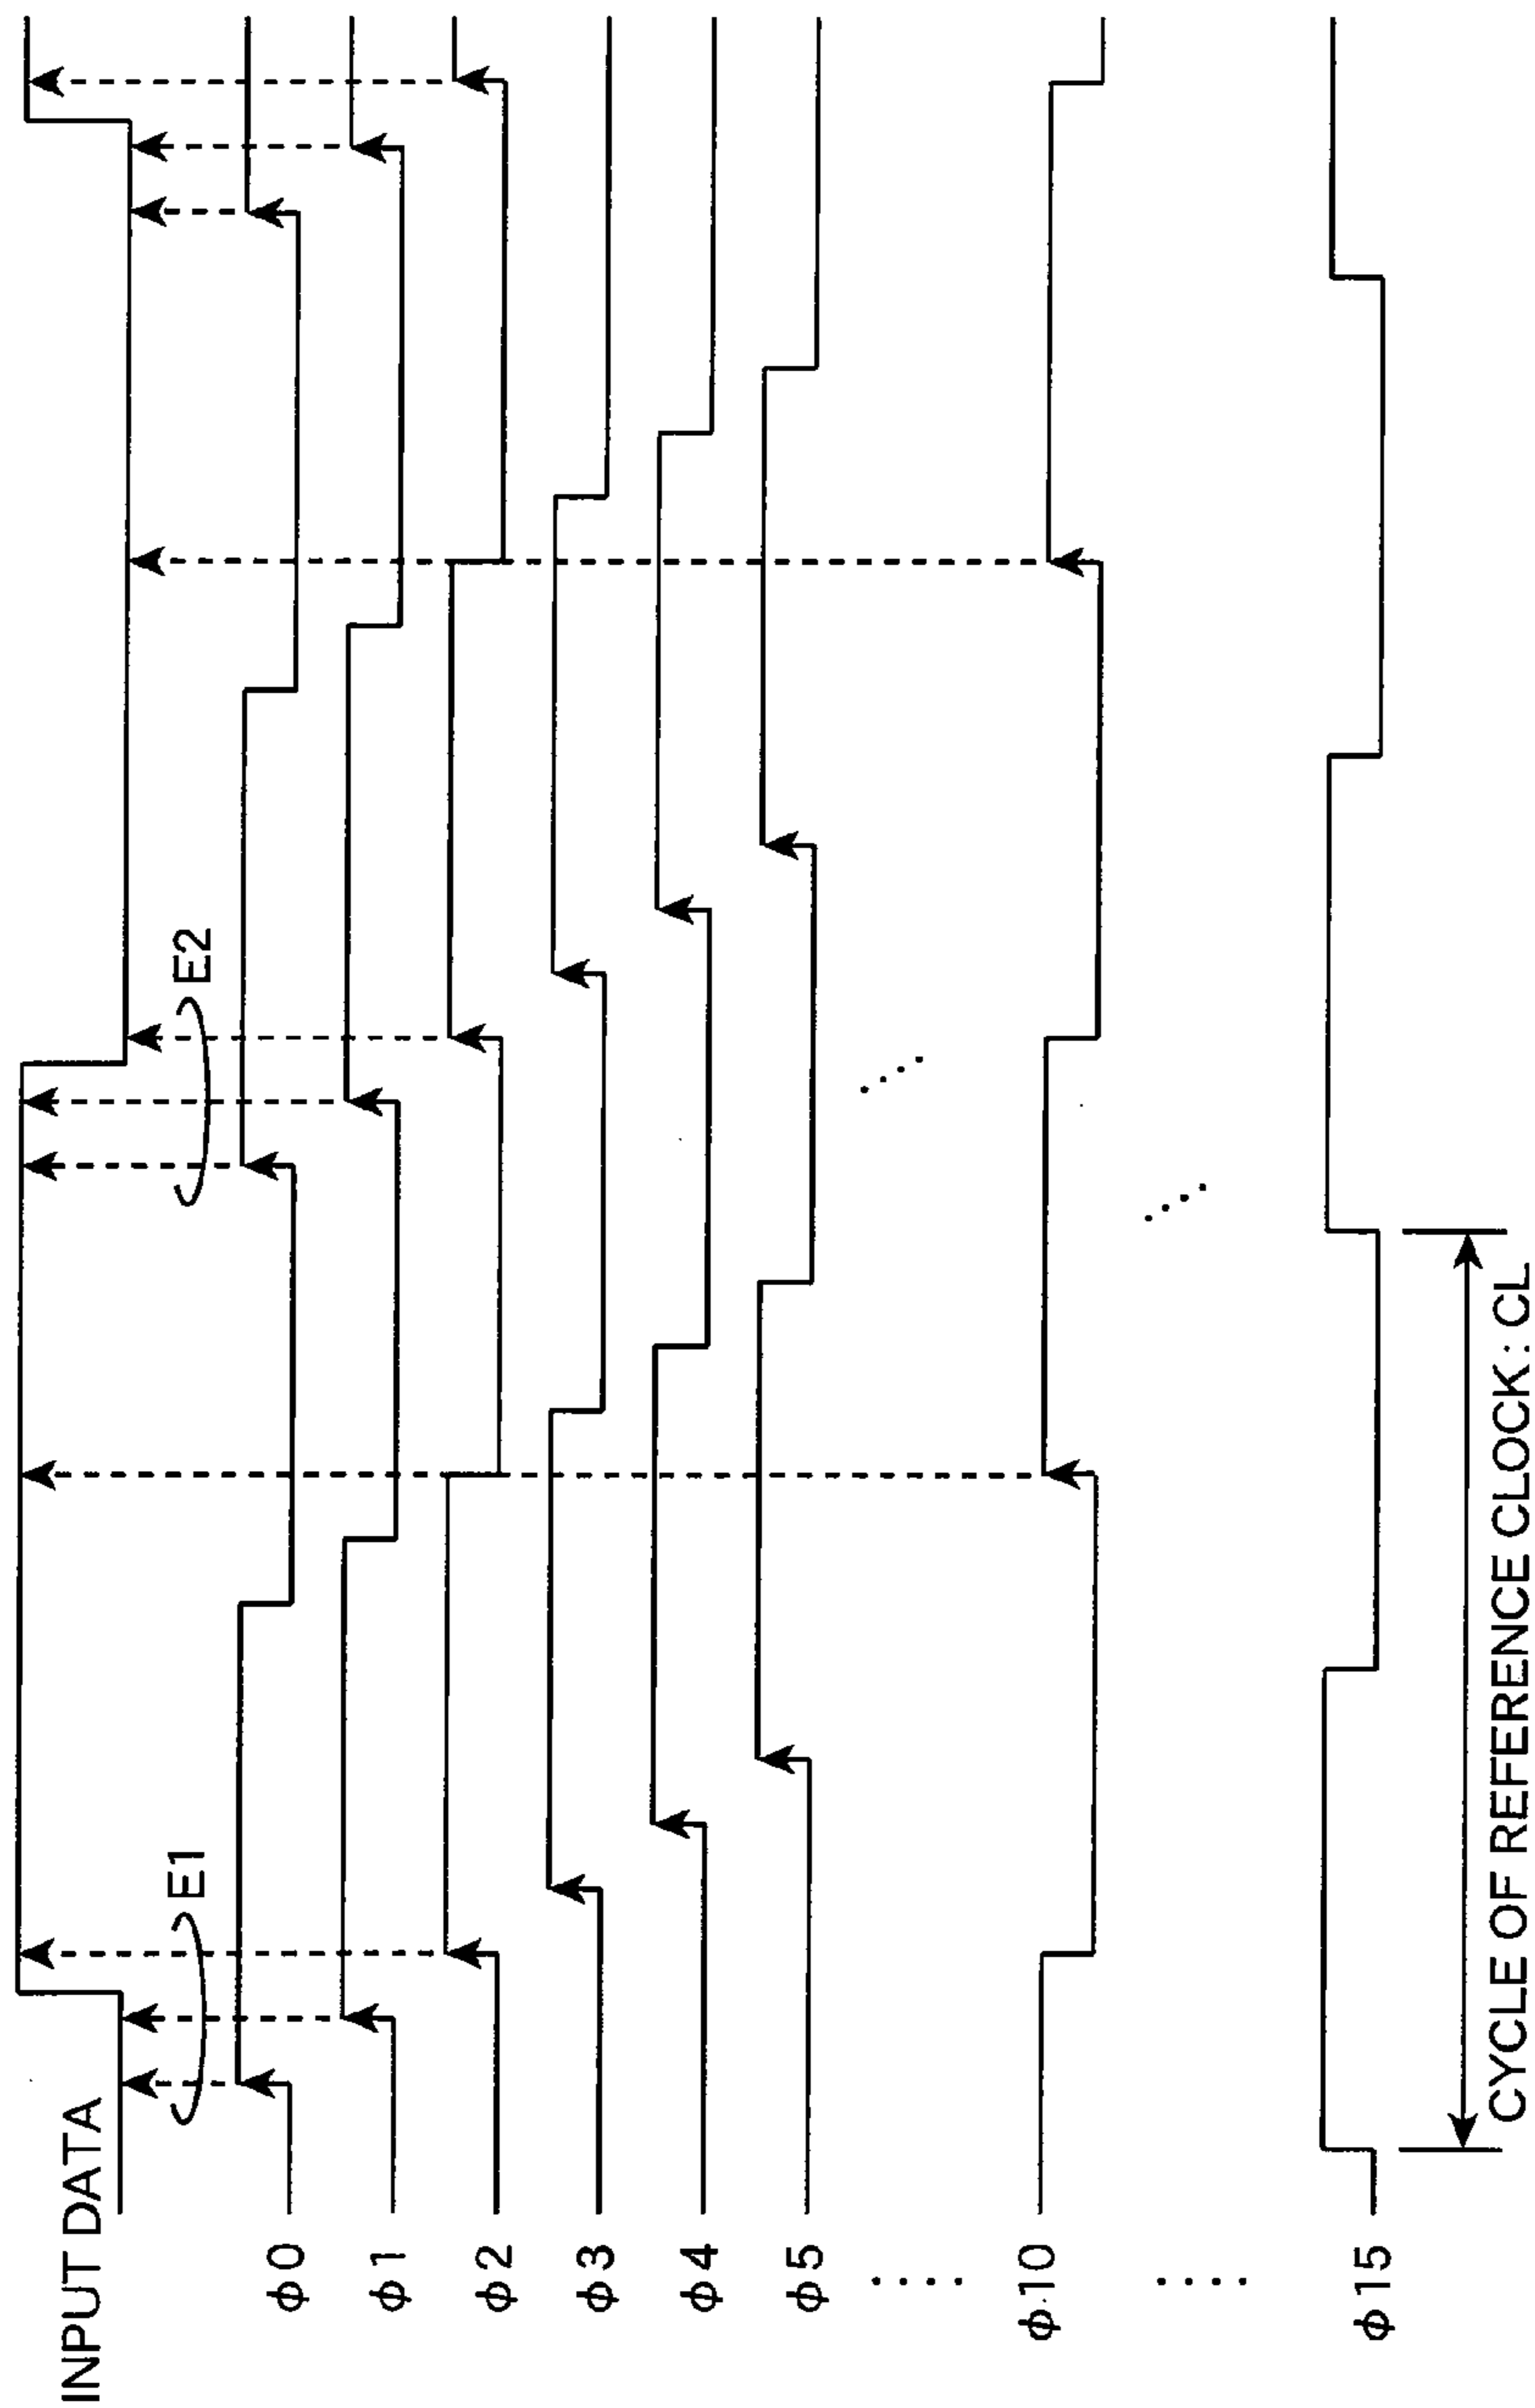 INPUT DATA
E1
E2
φ0
φ1
φ2
φ3
φ4
φ5
φ10
φ15
CYCLE OF REFERENCE CLOCK : CL